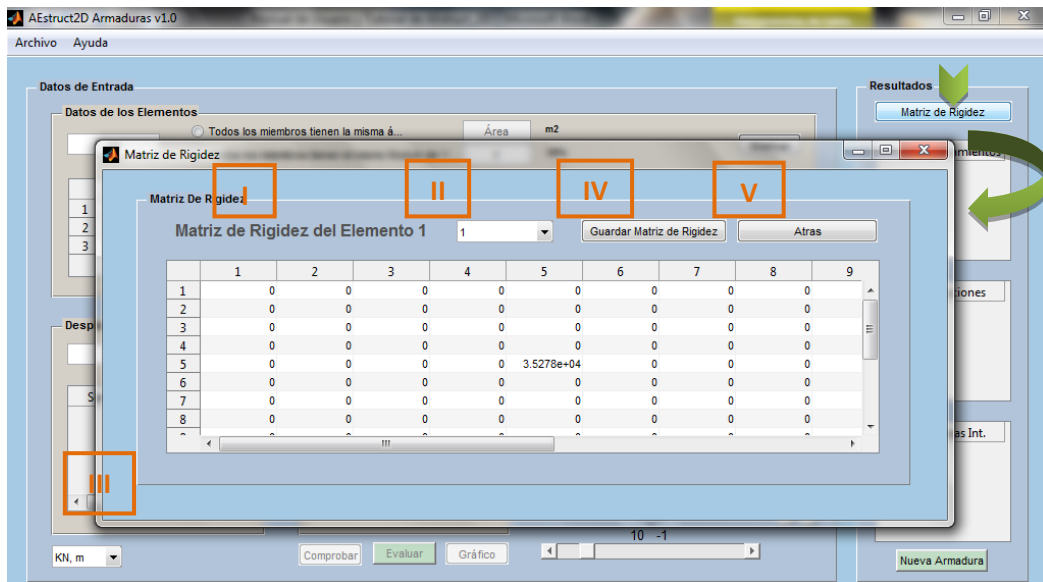 AEstruct2D Armaduras v1.0
Archivo Ayuda
Datos de Entrada
Resultados
Datos de los Elementos
Matriz de Rigidez
Todos los miembros tienen la misma á...
Área
m2
Matriz de Rigidez
amientos
I
II
IV
V
Matriz De Rigidez
1
2
3
Matriz de Rigidez del Elemento 1
1
Guardar Matriz de Rigidez
Atras
1 2 3 4 5 6 7 8 9
1 0 0 0 0 0 0 0 0
2 0 0 0 0 0 0 0 0
3 0 0 0 0 0 0 0 0
4 0 0 0 0 0 0 0 0
5 0 0 0 0 3.5278e+04 0 0 0
6 0 0 0 0 0 0 0 0
7 0 0 0 0 0 0 0 0
8 0 0 0 0 0 0 0 0
ciones
Desp
S
as Int.
III
10 -1
KN, m
Comprobar
Evaluar
Gráfico
Nueva Armadura